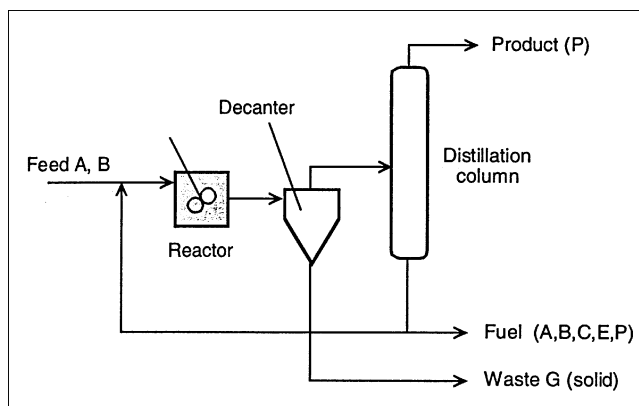 Product (P)
Decanter
Feed A, B
Distillation
column
Reactor
Fuel (A,B,C,E,P)
Waste G (solid)